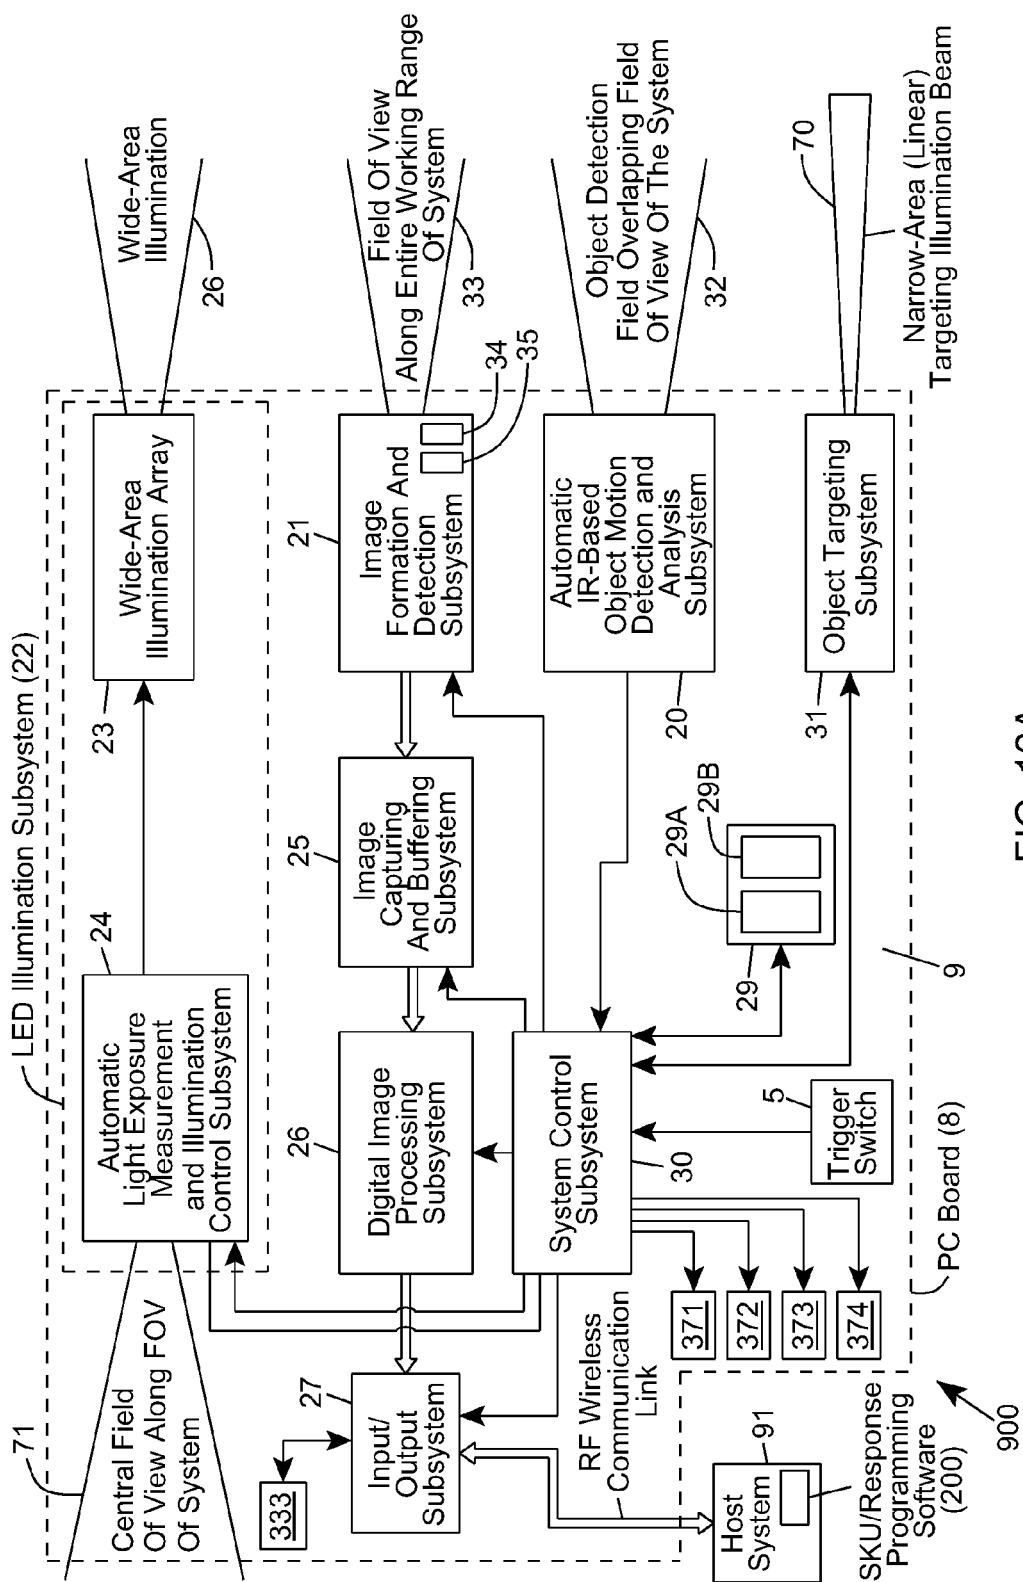 LED Illumination Subsystem (22)
71
Central Field
Of View Along FOV
Of System
24
Automatic
Light Exposure
Measurement
and Illumination
Control Subsystem
23
Wide-Area
Illumination Array
Wide-Area
Illumination
26
333
27
Input/
Output
Subsystem
26
Digital Image
Processing
Subsystem
25
Image
Capturing
And Buffering
Subsystem
21
Image
Formation And
Detection
Subsystem
34
35
Field Of View
Along Entire Working Range
Of System
33
RF Wireless
Communication
Link
System Control
Subsystem
30
20
Automatic
IR-Based
Object Motion
Detection and
Analysis
Subsystem
Object Detection
Field Overlapping Field
Of View Of The System
32
91
Host
System
SKU/Response
Programming
Software
(200)
371
372
373
374
5
Trigger
Switch
29
29A
29B
31
Object Targeting
Subsystem
70
Narrow-Area (Linear)
Targeting Illumination Beam
900
PC Board (8)
9